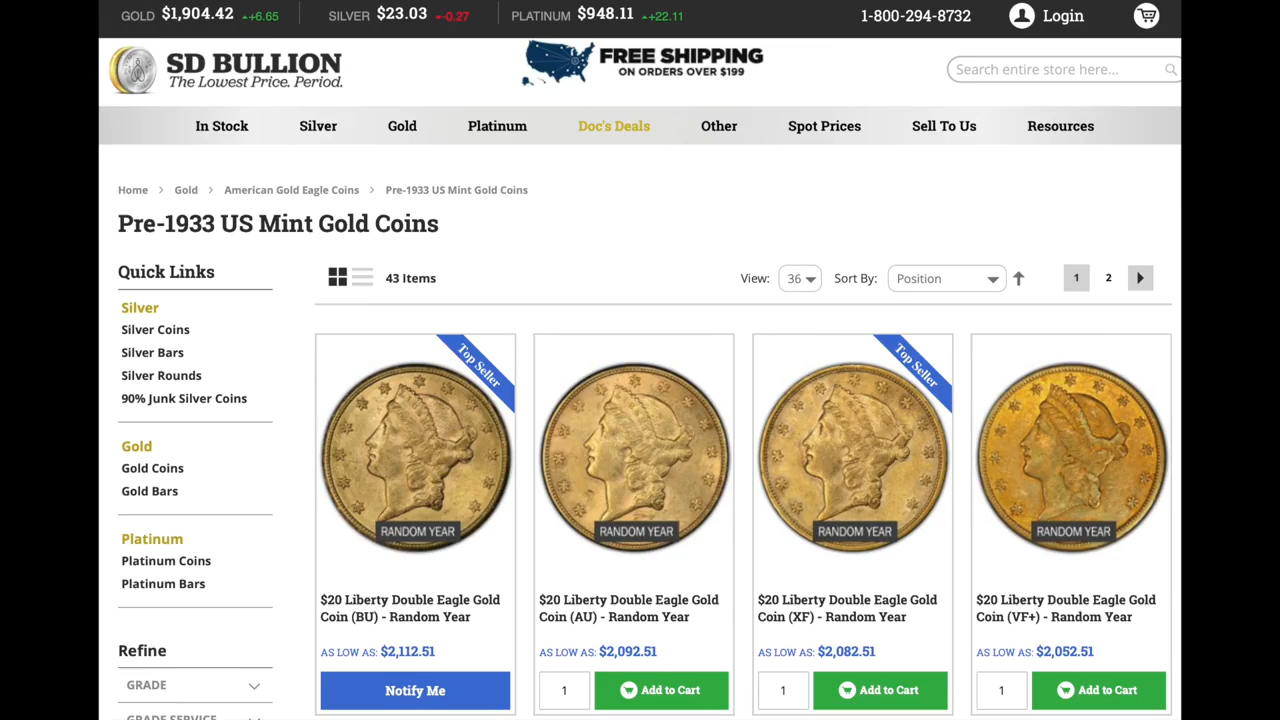 GOLD $1,904.42 +6.65 SILVER $23.03 -0.27 PLATINUM $948.11 +22.11 1-800-294-8732 Login
SD BULLION
The Lowest Price. Period.
FREE SHIPPING
ON ORDERS OVER $199
Search entire store here...
In Stock Silver Gold Platinum Doc's Deals Other Spot Prices Sell To Us Resources
Home > Gold > American Gold Eagle Coins > Pre-1933 US Mint Gold Coins
Pre-1933 US Mint Gold Coins
Quick Links
Silver
Silver Coins
Silver Bars
Silver Rounds
90% Junk Silver Coins
Gold
Gold Coins
Gold Bars
Platinum
Platinum Coins
Platinum Bars
Refine
GRADE
GRADE SERVICE
43 Items View: 36 Sort By: Position 1 2
Top Seller
RANDOM YEAR
$20 Liberty Double Eagle Gold
Coin (BU) - Random Year
AS LOW AS: $2,112.51
Notify Me
RANDOM YEAR
$20 Liberty Double Eagle Gold
Coin (AU) - Random Year
AS LOW AS: $2,092.51
1 Add to Cart
Top Seller
RANDOM YEAR
$20 Liberty Double Eagle Gold
Coin (XF) - Random Year
AS LOW AS: $2,082.51
1 Add to Cart
RANDOM YEAR
$20 Liberty Double Eagle Gold
Coin (VF+) - Random Year
AS LOW AS: $2,052.51
1 Add to Cart